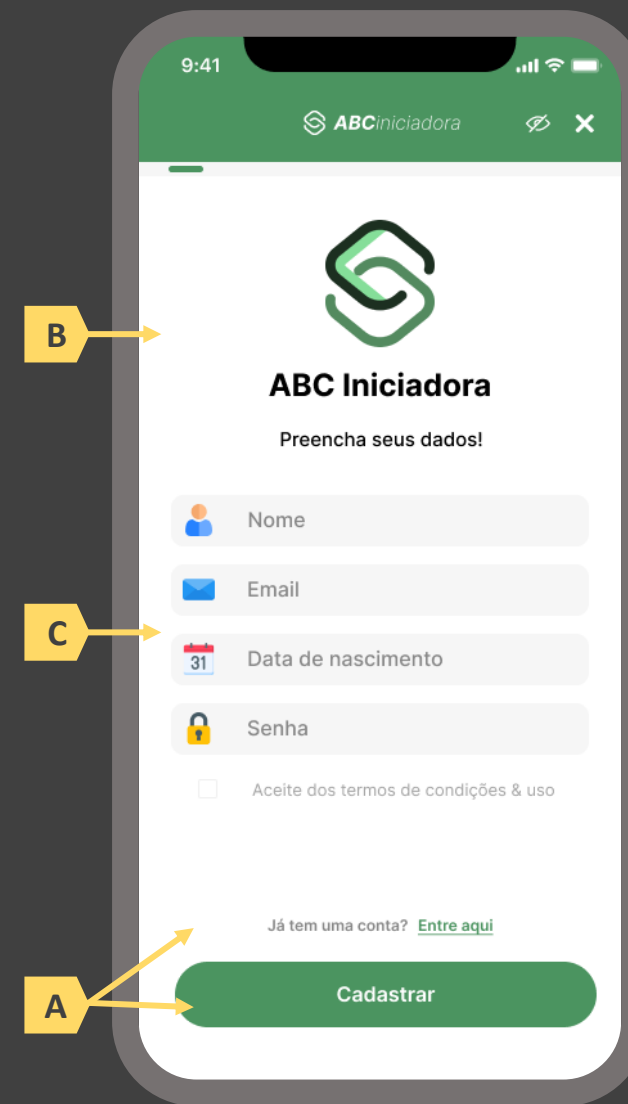 9:41
ABCiniciadora
B
ABC Iniciadora
Preencha seus dados!
Nome
Email
C
31
Data de nascimento
Senha
Aceite dos termos de condições & uso
Já tem uma conta? Entre aqui
A
Cadastrar